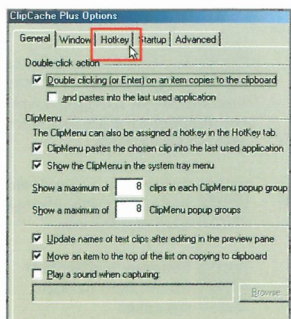 ClipCache Plus Options
General Window Hotkey Startup Advanced
Double-click action
Double clicking (or Enter) on an item copies to the clipboard
and pastes into the last used application
ClipMenu
The ClipMenu can also be assigned a hotkey in the HotKey tab.
ClipMenu pastes the chosen clip into the last used application
Show the ClipMenu in the system tray menu
Show a maximum of 8 clips in each ClipMenu popup group
Show a maximum of 8 ClipMenu popup groups
Update names of text clips after editing in the preview pane
Move an item to the top of the list on copying to clipboard
Play a sound when capturing:
Browse